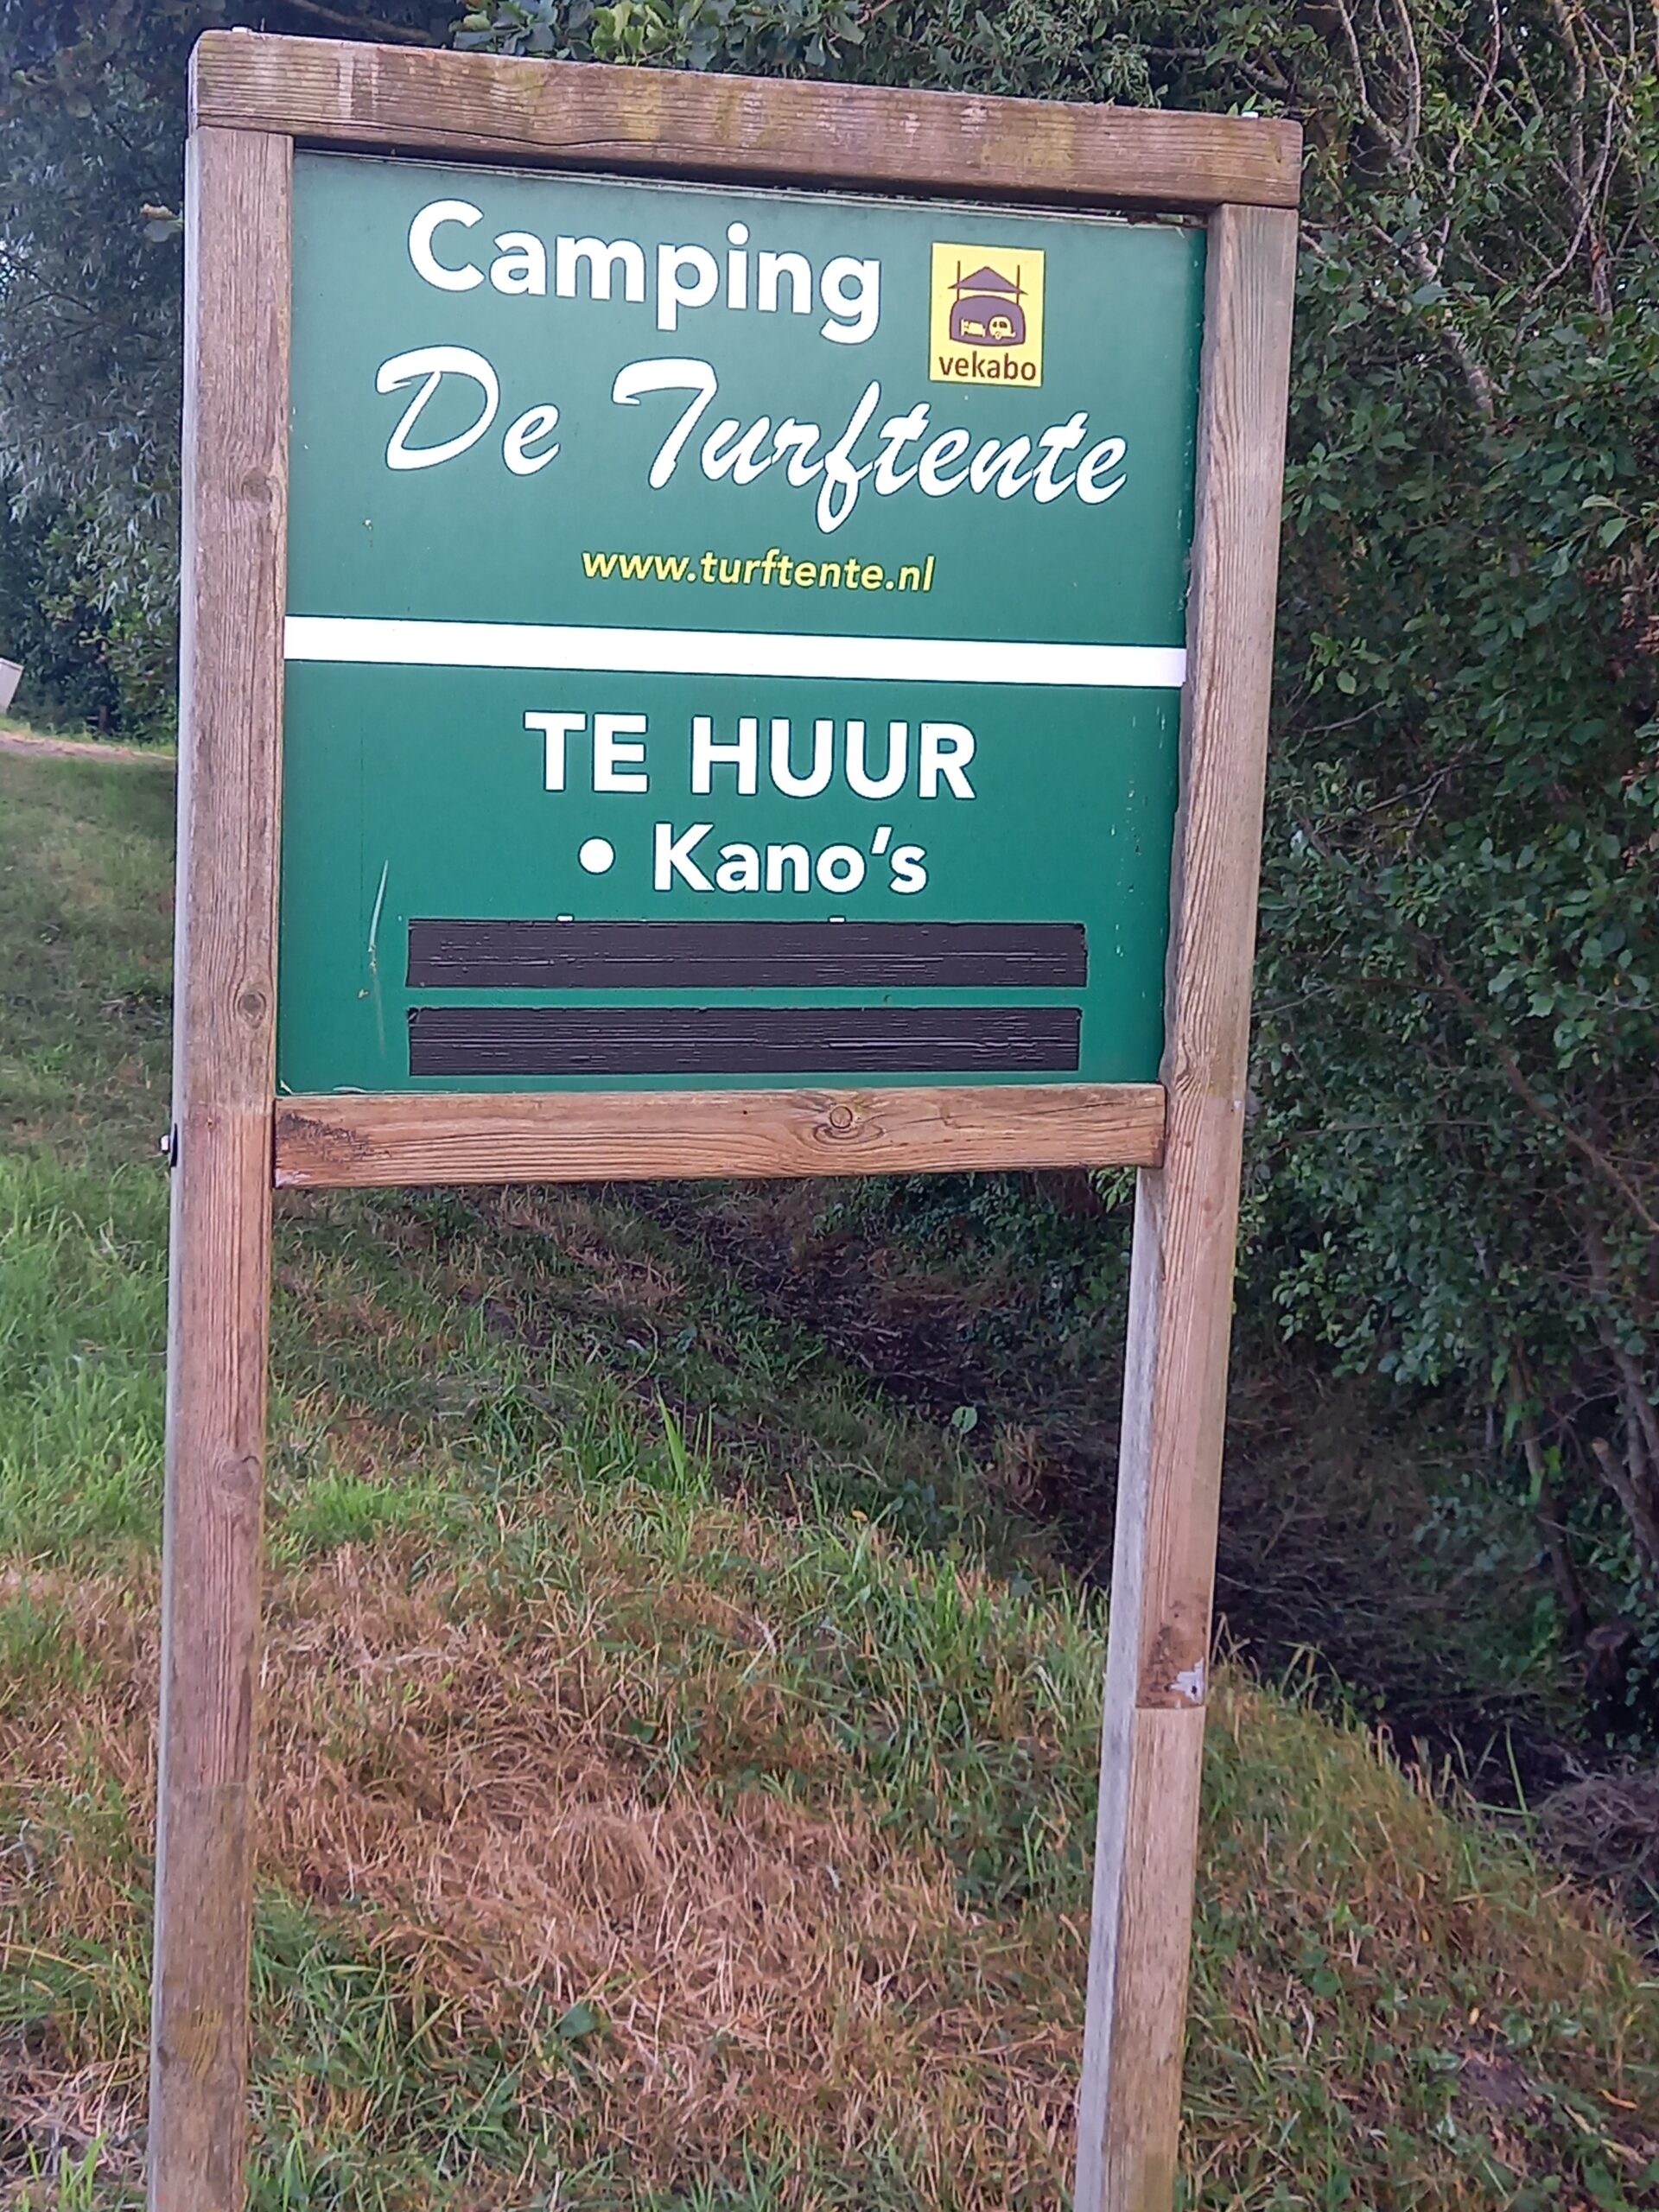 Camping
vekabo
De Turftente
www.turftente.nl
TE HUUR
• Kano's